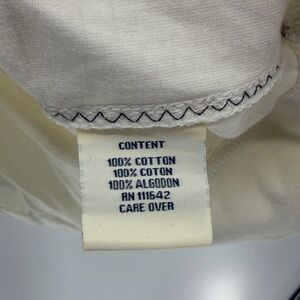 CONTENT
100% COTTON
100% COTON
100% ALGODON
RN 111642
CARE OVER